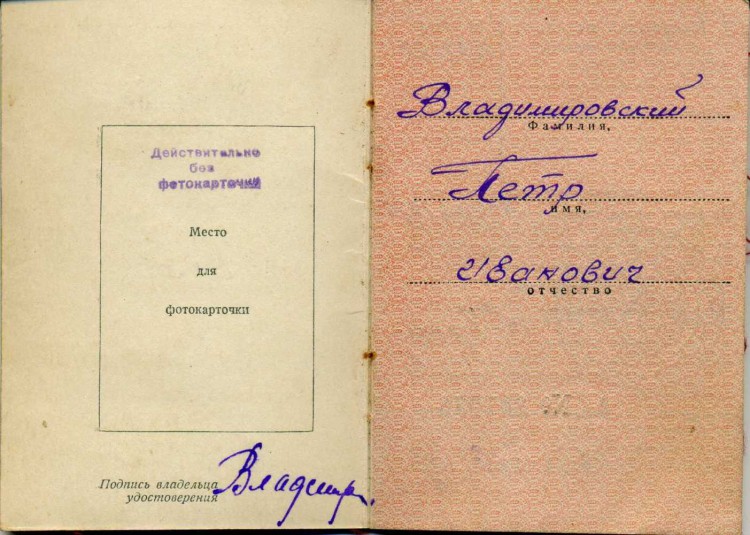 Действительно
без
фотокарточки
Место
для
фотокарточки
Подпись владельца
удостоверения
Владимир.
Владимировский
Фамилия,
Петр
имя,
Иванович
отчество